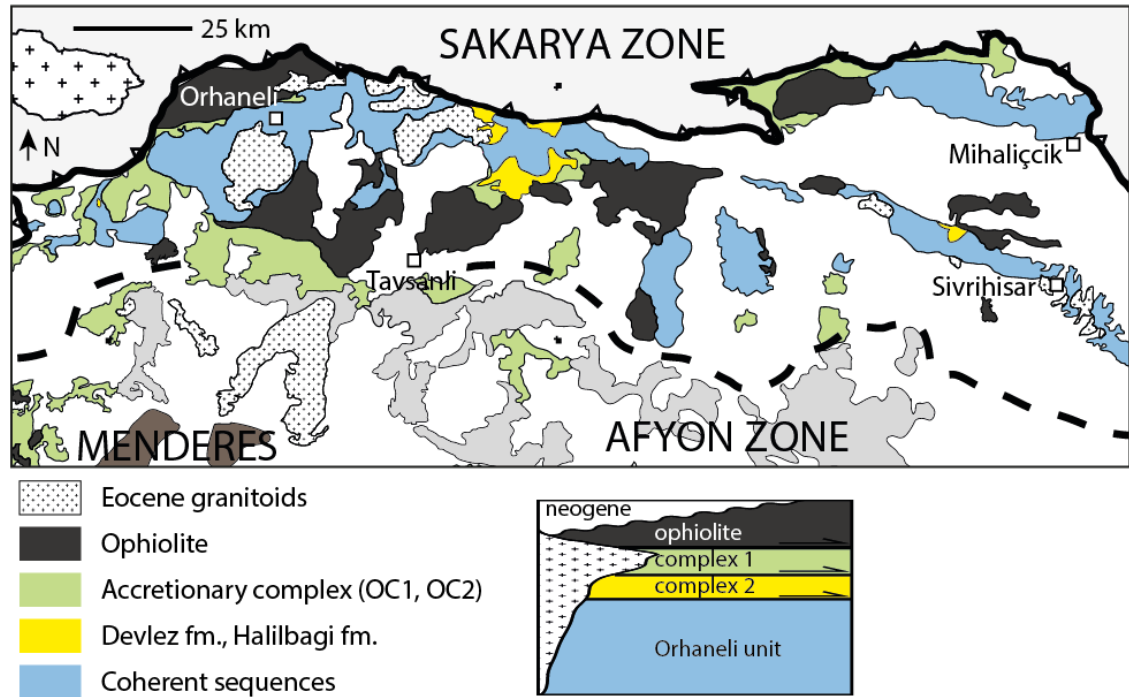 25 km
SAKARYA ZONE
Orhaneli
N
Mihaliçcik
Tavsanli
Sivrihisar
MENDERES
AFYON ZONE
Eocene granitoids
Ophiolite
Accretionary complex (OC1, OC2)
Devlez fm., Halilbagi fm.
Coherent sequences
neogene
ophiolite
complex 1
complex 2
Orhaneli unit